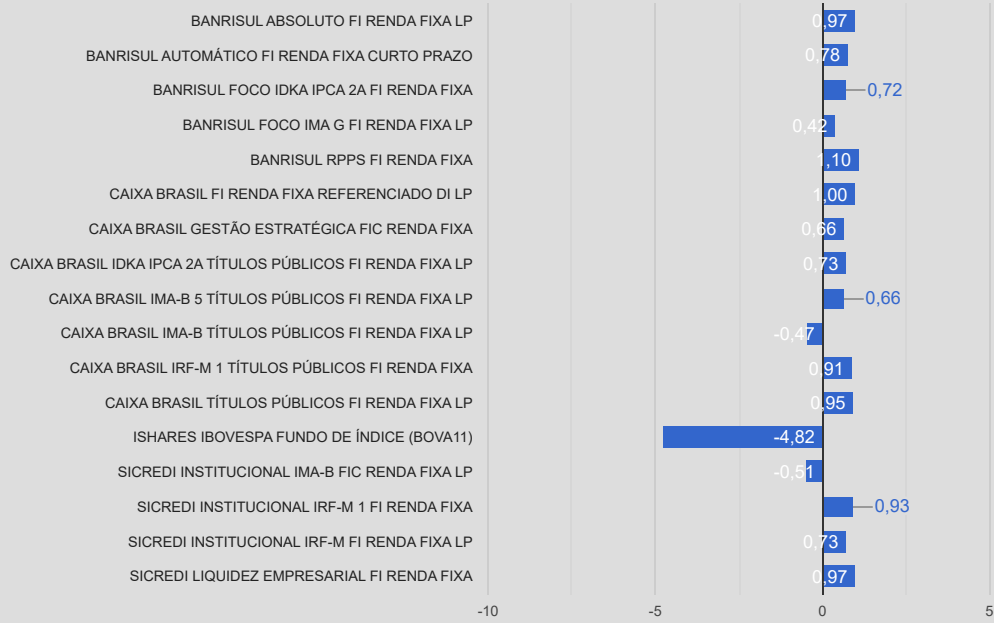 BANRISUL ABSOLUTO FI RENDA FIXA LP 0,97
BANRISUL AUTOMÁTICO FI RENDA FIXA CURTO PRAZO 0,78
BANRISUL FOCO IDKA IPCA 2A FI RENDA FIXA 0,72
BANRISUL FOCO IMA G FI RENDA FIXA LP 0,42
BANRISUL RPPS FI RENDA FIXA 1,10
CAIXA BRASIL FI RENDA FIXA REFERENCIADO DI LP 1,00
CAIXA BRASIL GESTÃO ESTRATÉGICA FIC RENDA FIXA 0,66
CAIXA BRASIL IDKA IPCA 2A TÍTULOS PÚBLICOS FI RENDA FIXA LP 0,73
CAIXA BRASIL IMA-B 5 TÍTULOS PÚBLICOS FI RENDA FIXA LP 0,66
CAIXA BRASIL IMA-B TÍTULOS PÚBLICOS FI RENDA FIXA LP -0,47
CAIXA BRASIL IRF-M 1 TÍTULOS PÚBLICOS FI RENDA FIXA 0,91
CAIXA BRASIL TÍTULOS PÚBLICOS FI RENDA FIXA LP 0,95
ISHARES IBOVESPA FUNDO DE ÍNDICE (BOVA11) -4,82
SICREDI INSTITUCIONAL IMA-B FIC RENDA FIXA LP -0,51
SICREDI INSTITUCIONAL IRF-M 1 FI RENDA FIXA 0,93
SICREDI INSTITUCIONAL IRF-M FI RENDA FIXA LP 0,73
SICREDI LIQUIDEZ EMPRESARIAL FI RENDA FIXA 0,97
-10 -5 0 5